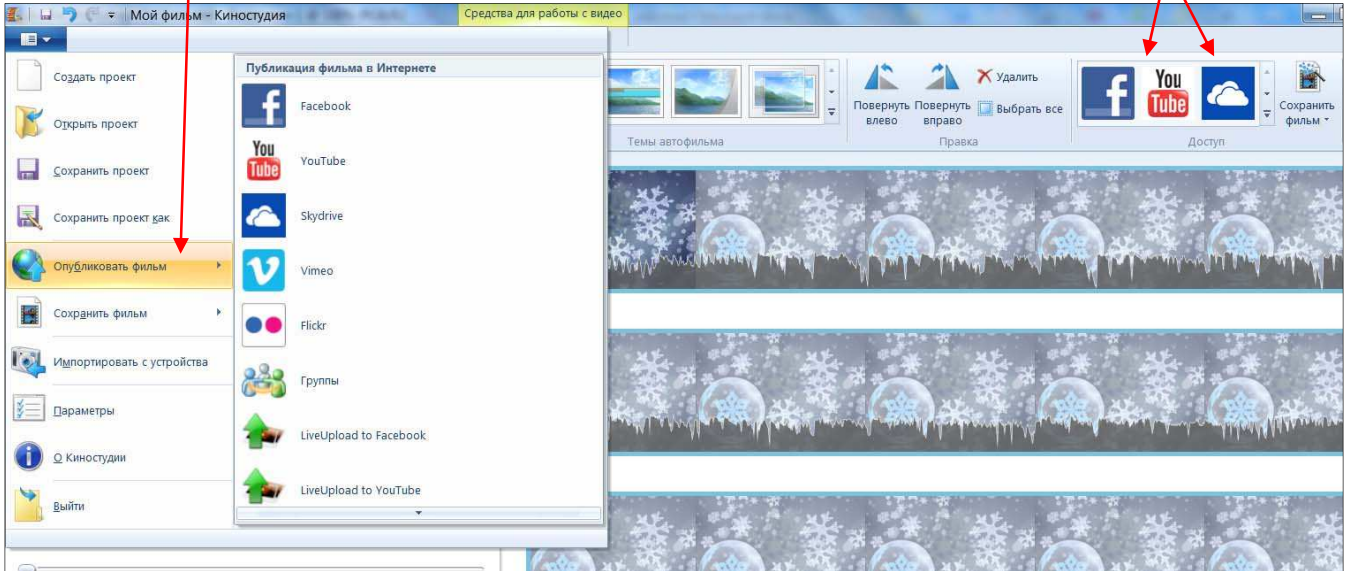 Мой фильм - Киностудия
Средства для работы с видео
Создать проект
Открыть проект
Сохранить проект
Сохранить проект как
Опубликовать фильм
Сохранить фильм
Импортировать с устройства
Параметры
О Киностудии
Выйти
Публикация фильма в Интернете
Facebook
You
Tube
YouTube
Skydrive
Vimeo
Flickr
Группы
LiveUpload to Facebook
LiveUpload to YouTube
Темы автофильма
Повернуть влево
Повернуть вправо
Удалить
Выбрать все
Правка
You
Tube
Доступ
Сохранить
фильм